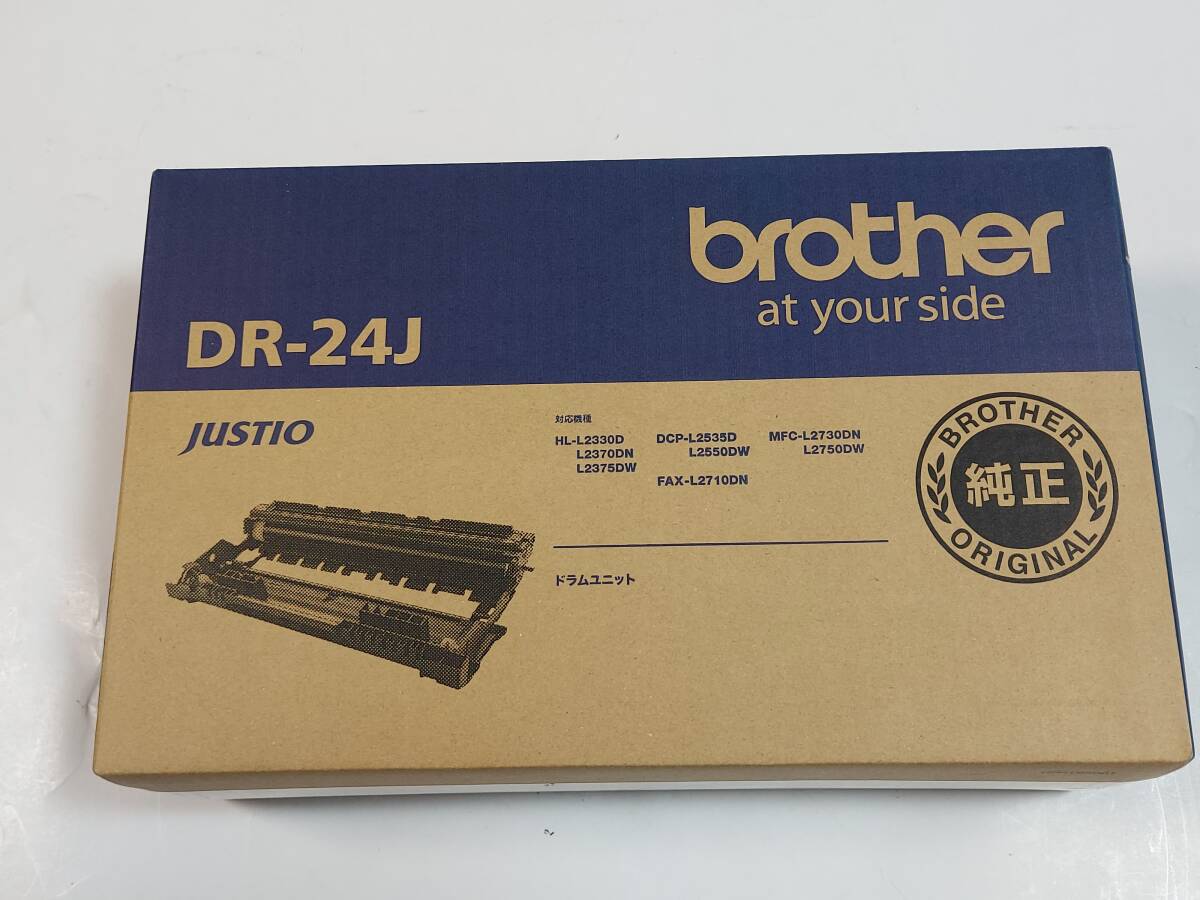 brother
at your side
DR-24J
JUSTIO
対応機種
HL-L2330D DCP-L2535D MFC-L2730DN
L2370DN L2550DW L2750DW
L2375DW
FAX-L2710DN
ドラムユニット
BROTHER
純正
ORIGINAL